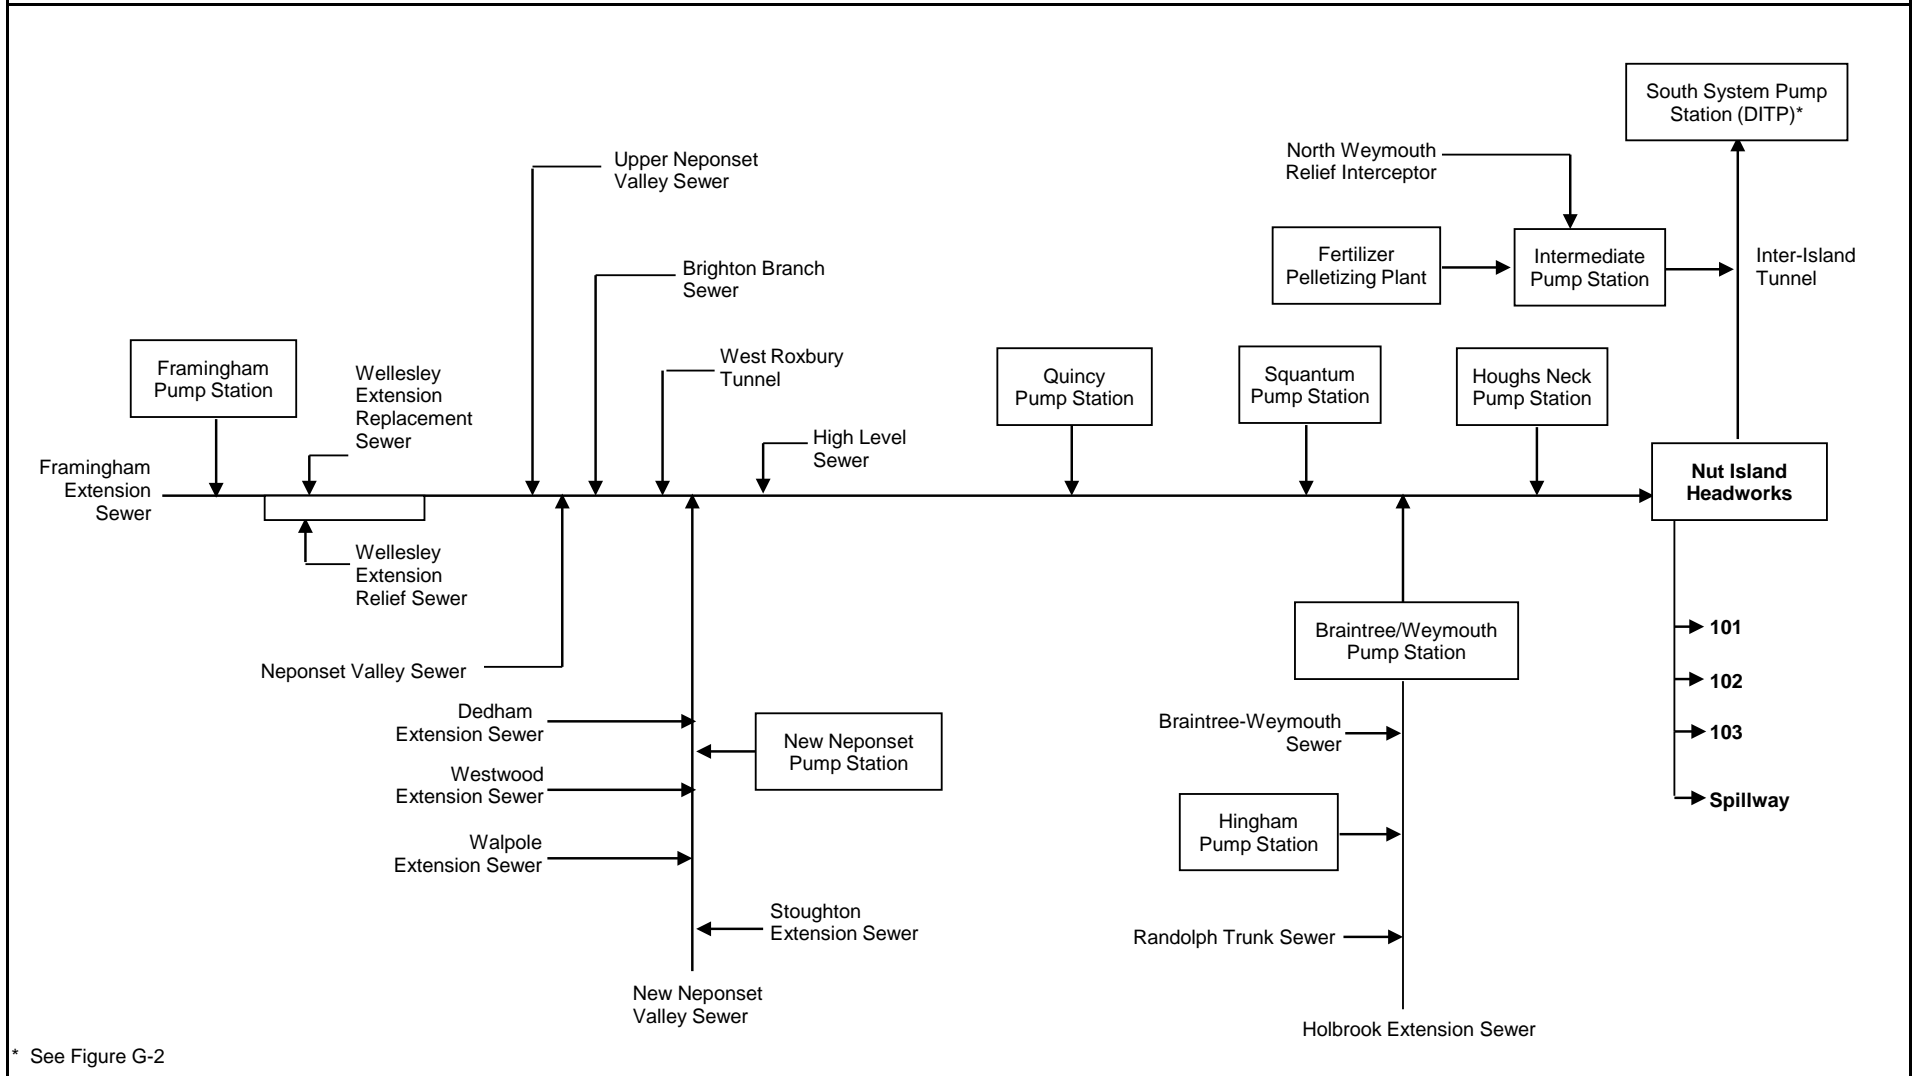 South System Pump
Station (DITP)*
North Weymouth
Relief Interceptor
Upper Neponset
Valley Sewer
Fertilizer
Pelletizing Plant
Intermediate
Pump Station
Inter-Island
Tunnel
Brighton Branch
Sewer
Framingham
Pump Station
Wellesley
Extension
Replacement
Sewer
West Roxbury
Tunnel
Quincy
Pump Station
Squantum
Pump Station
Houghs Neck
Pump Station
High Level
Sewer
Framingham
Extension
Sewer
Nut Island
Headworks
Wellesley
Extension
Relief Sewer
Neponset Valley Sewer
Braintree/Weymouth
Pump Station
101
102
103
Spillway
Dedham
Extension Sewer
New Neponset
Pump Station
Westwood
Extension Sewer
Walpole
Extension Sewer
Stoughton
Extension Sewer
New Neponset
Valley Sewer
Braintree-Weymouth
Sewer
Hingham
Pump Station
Randolph Trunk Sewer
Holbrook Extension Sewer
* See Figure G-2